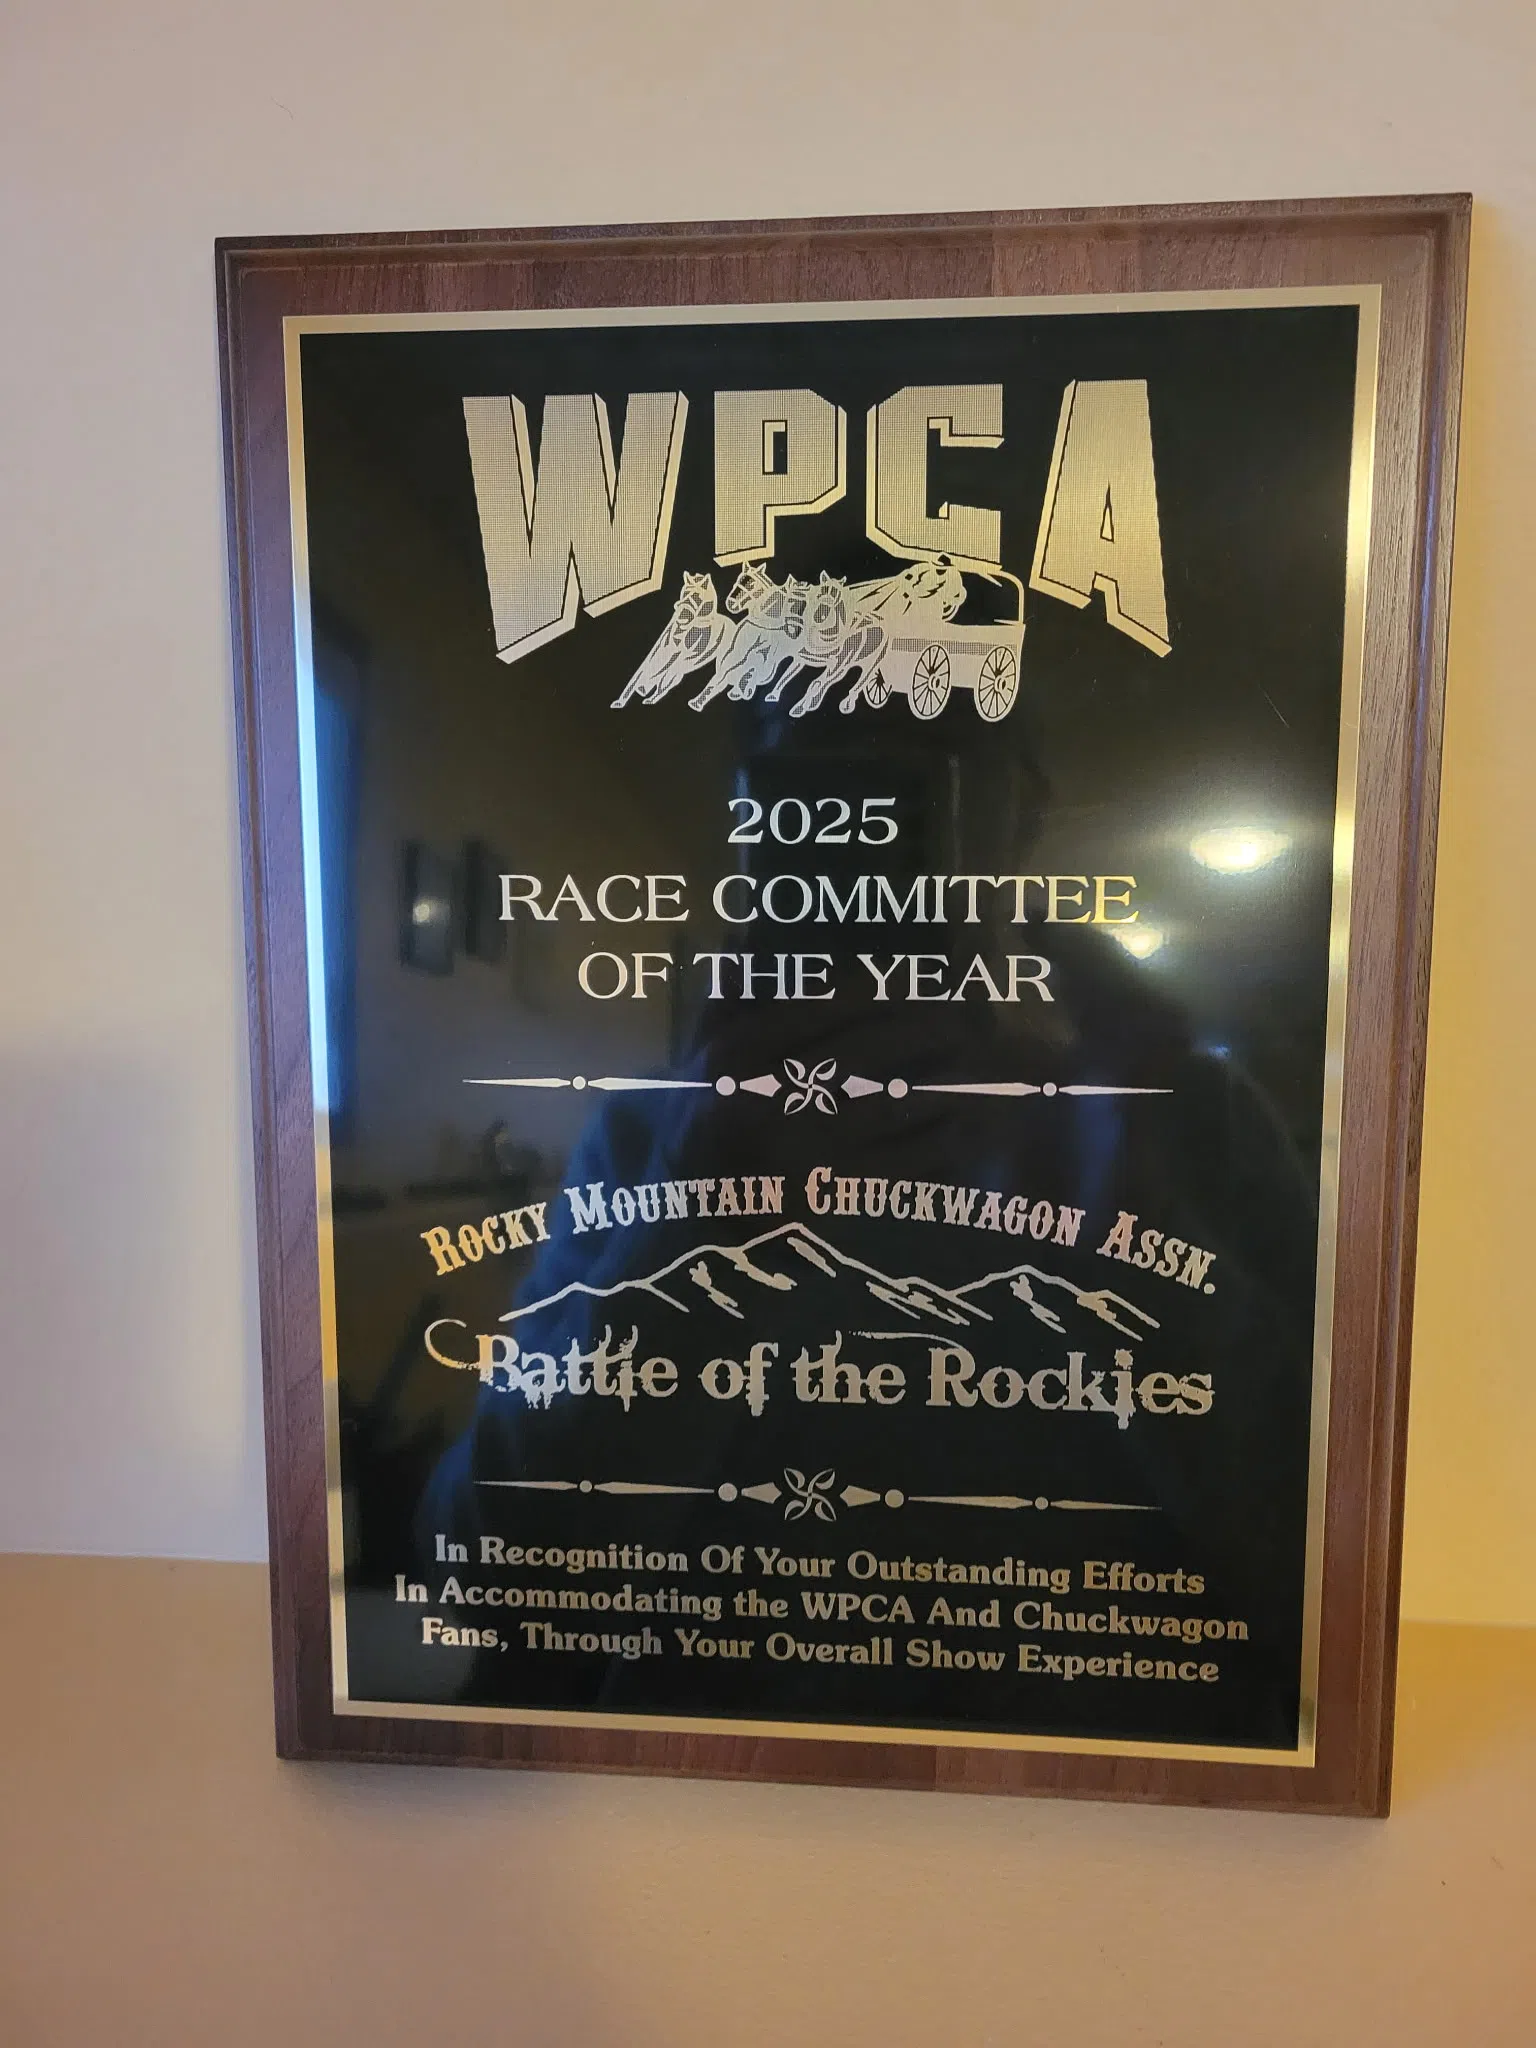 WPCA
2025
RACE COMMITTEE
OF THE YEAR
ROCKY MOUNTAIN CHUCKWAGON ASSN.
Battle of the Rockies
In Recognition Of Your Outstanding Efforts
In Accommodating the WPCA And Chuckwagon
Fans, Through Your Overall Show Experience